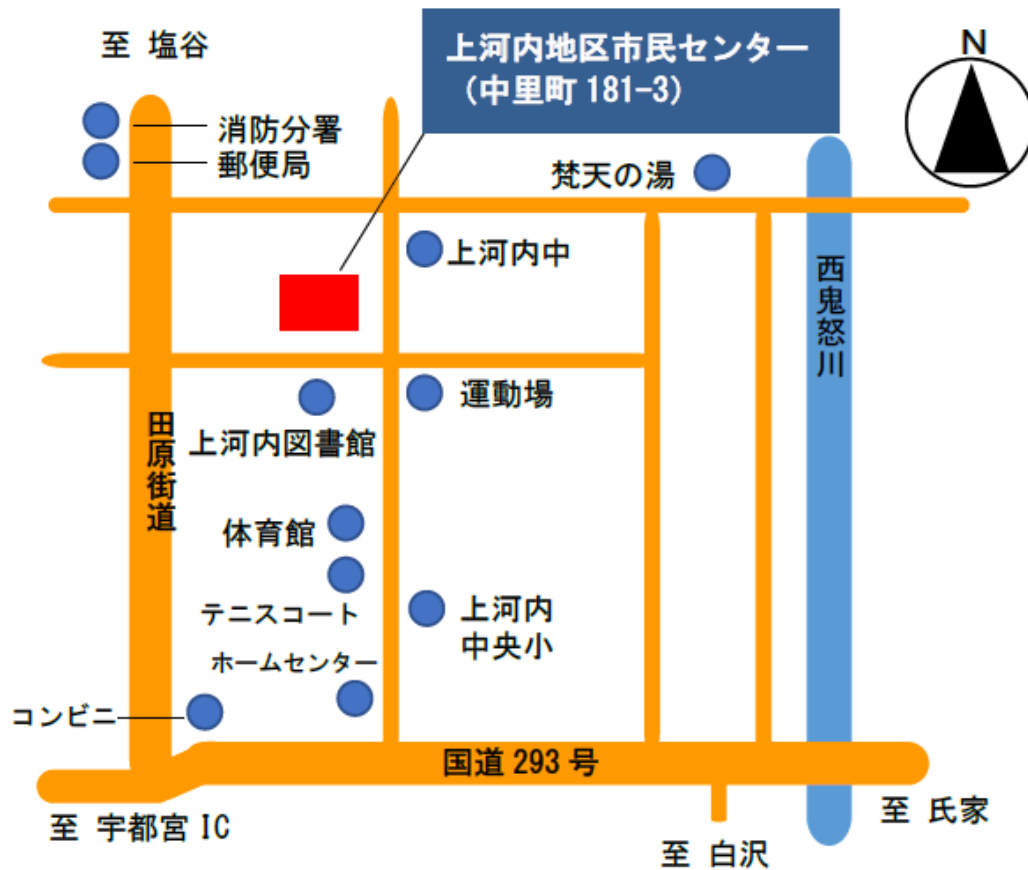 至 塩谷
上河内地区市民センター
（中里町 181-3）
N
消防分署
郵便局
梵天の湯
上河内中
西鬼怒川
運動場
田原街道
上河内図書館
体育館
テニスコート
上河内
中央小
ホームセンター
コンビニ
国道 293 号
至 宇都宮 IC
至 氏家
至 白沢